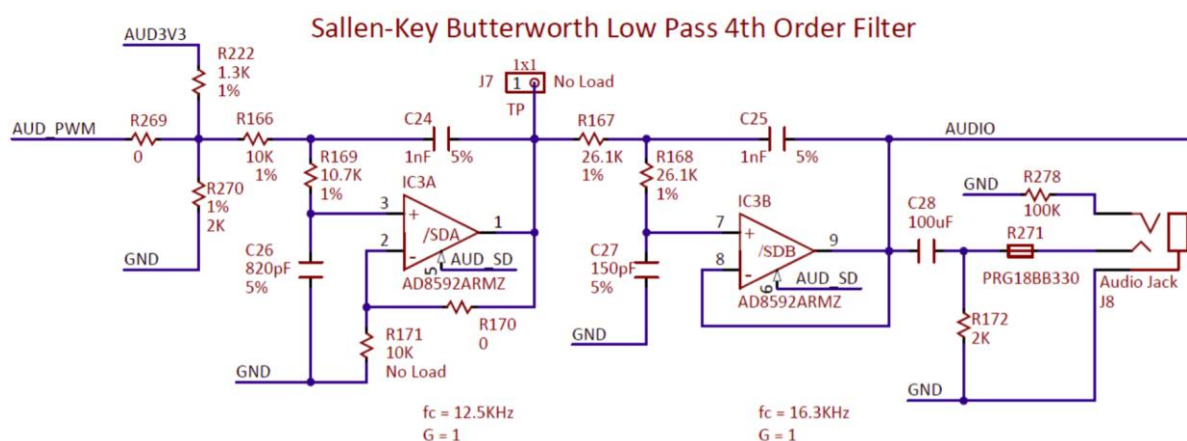 Sallen-Key Butterworth Low Pass 4th Order Filter
AUD3V3
R222
1.3K
1%
AUD_PWM
R269
0
R166
10K
1%
R270
1%
2K
GND
R169
10.7K
1%
C24
1nF
5%
1x1
J7
1
No Load
TP
IC3A
3
+
2
-
/SDA
1
5
AUD_SD
AD8592ARMZ
C26
820pF
5%
R170
0
R171
10K
No Load
GND
fc = 12.5KHz
G = 1
R167
26.1K
1%
R168
26.1K
1%
C25
1nF
5%
IC3B
7
+
8
-
/SDB
9
6
AUD_SD
AD8592ARMZ
C27
150pF
5%
GND
fc = 16.3KHz
G = 1
AUDIO
GND
R278
100K
C28
100uF
R271
PRG18BB330
Audio Jack
J8
R172
2K
GND